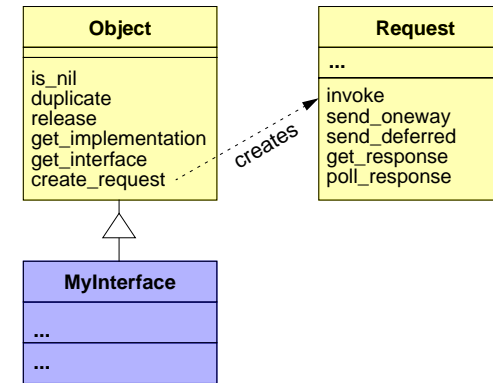 Object
is_nil
duplicate
release
get_implementation
get_interface
create_request
creates
Request
...
invoke
send_oneway
send_deferred
get_response
poll_response
MyInterface
...
...